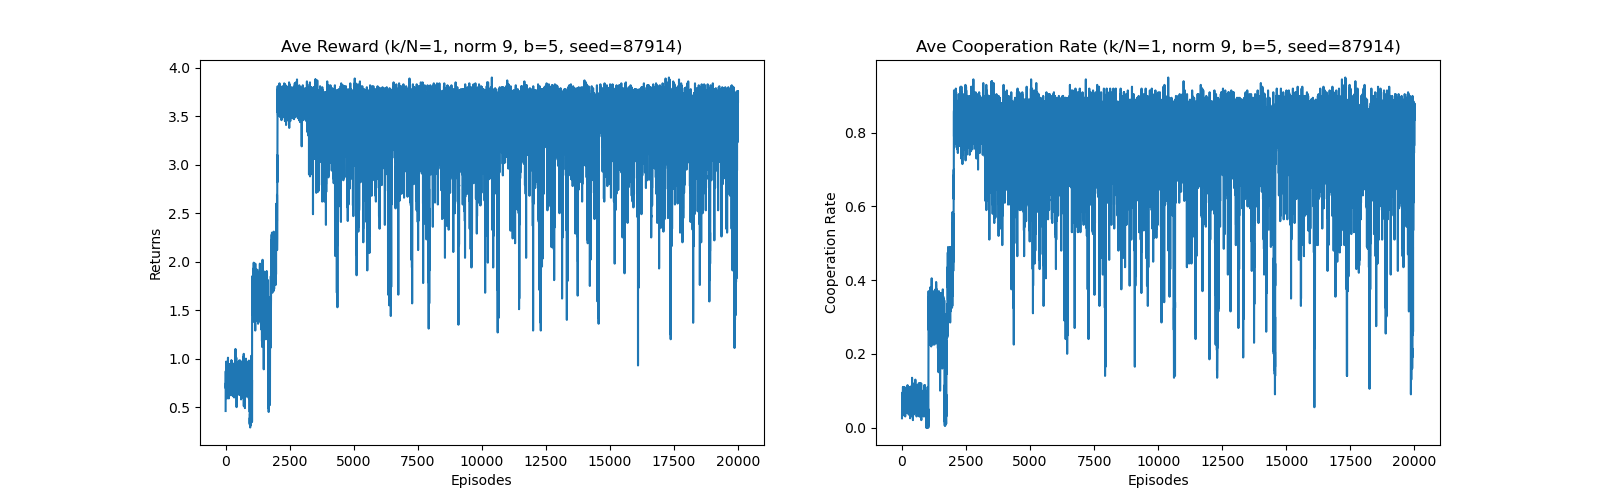 Ave Reward (k/N=1, norm 9, b=5, seed=87914)
4.0
3.5
3.0
2.5
2.0
1.5
1.0
0.5
Returns
0 2500 5000 7500 10000 12500 15000 17500 20000
Episodes
Ave Cooperation Rate (k/N=1, norm 9, b=5, seed=87914)
0.8
0.6
0.4
0.2
0.0
Cooperation Rate
0 2500 5000 7500 10000 12500 15000 17500 20000
Episodes